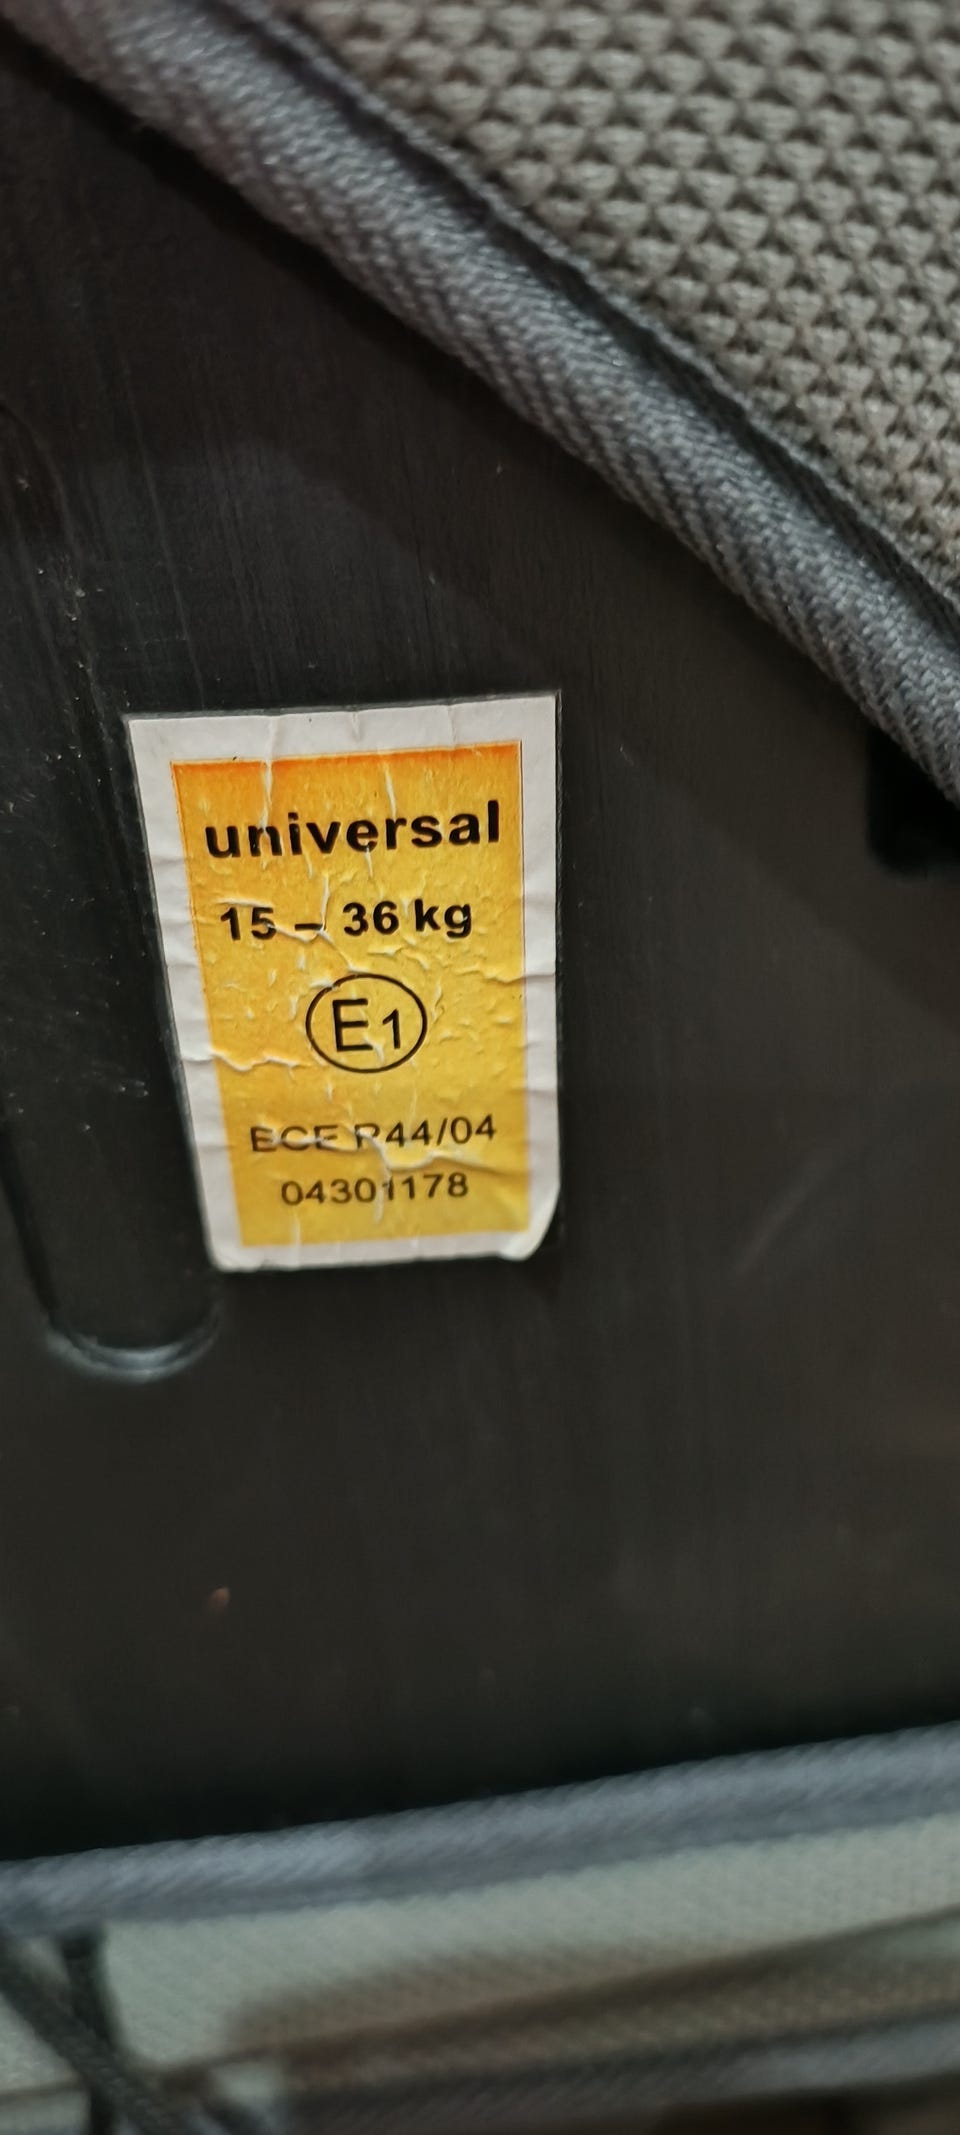 universal
15 – 36 kg
E1
ECE R44/04
04301178